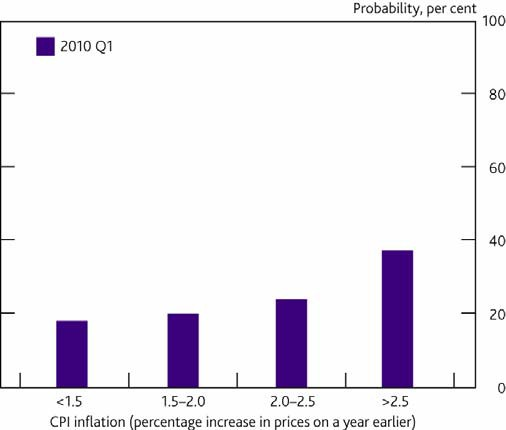 Probability, per cent
100
2010 Q1
80
60
40
20
0
<1.5 1.5–2.0 2.0–2.5 >2.5
CPI inflation (percentage increase in prices on a year earlier)